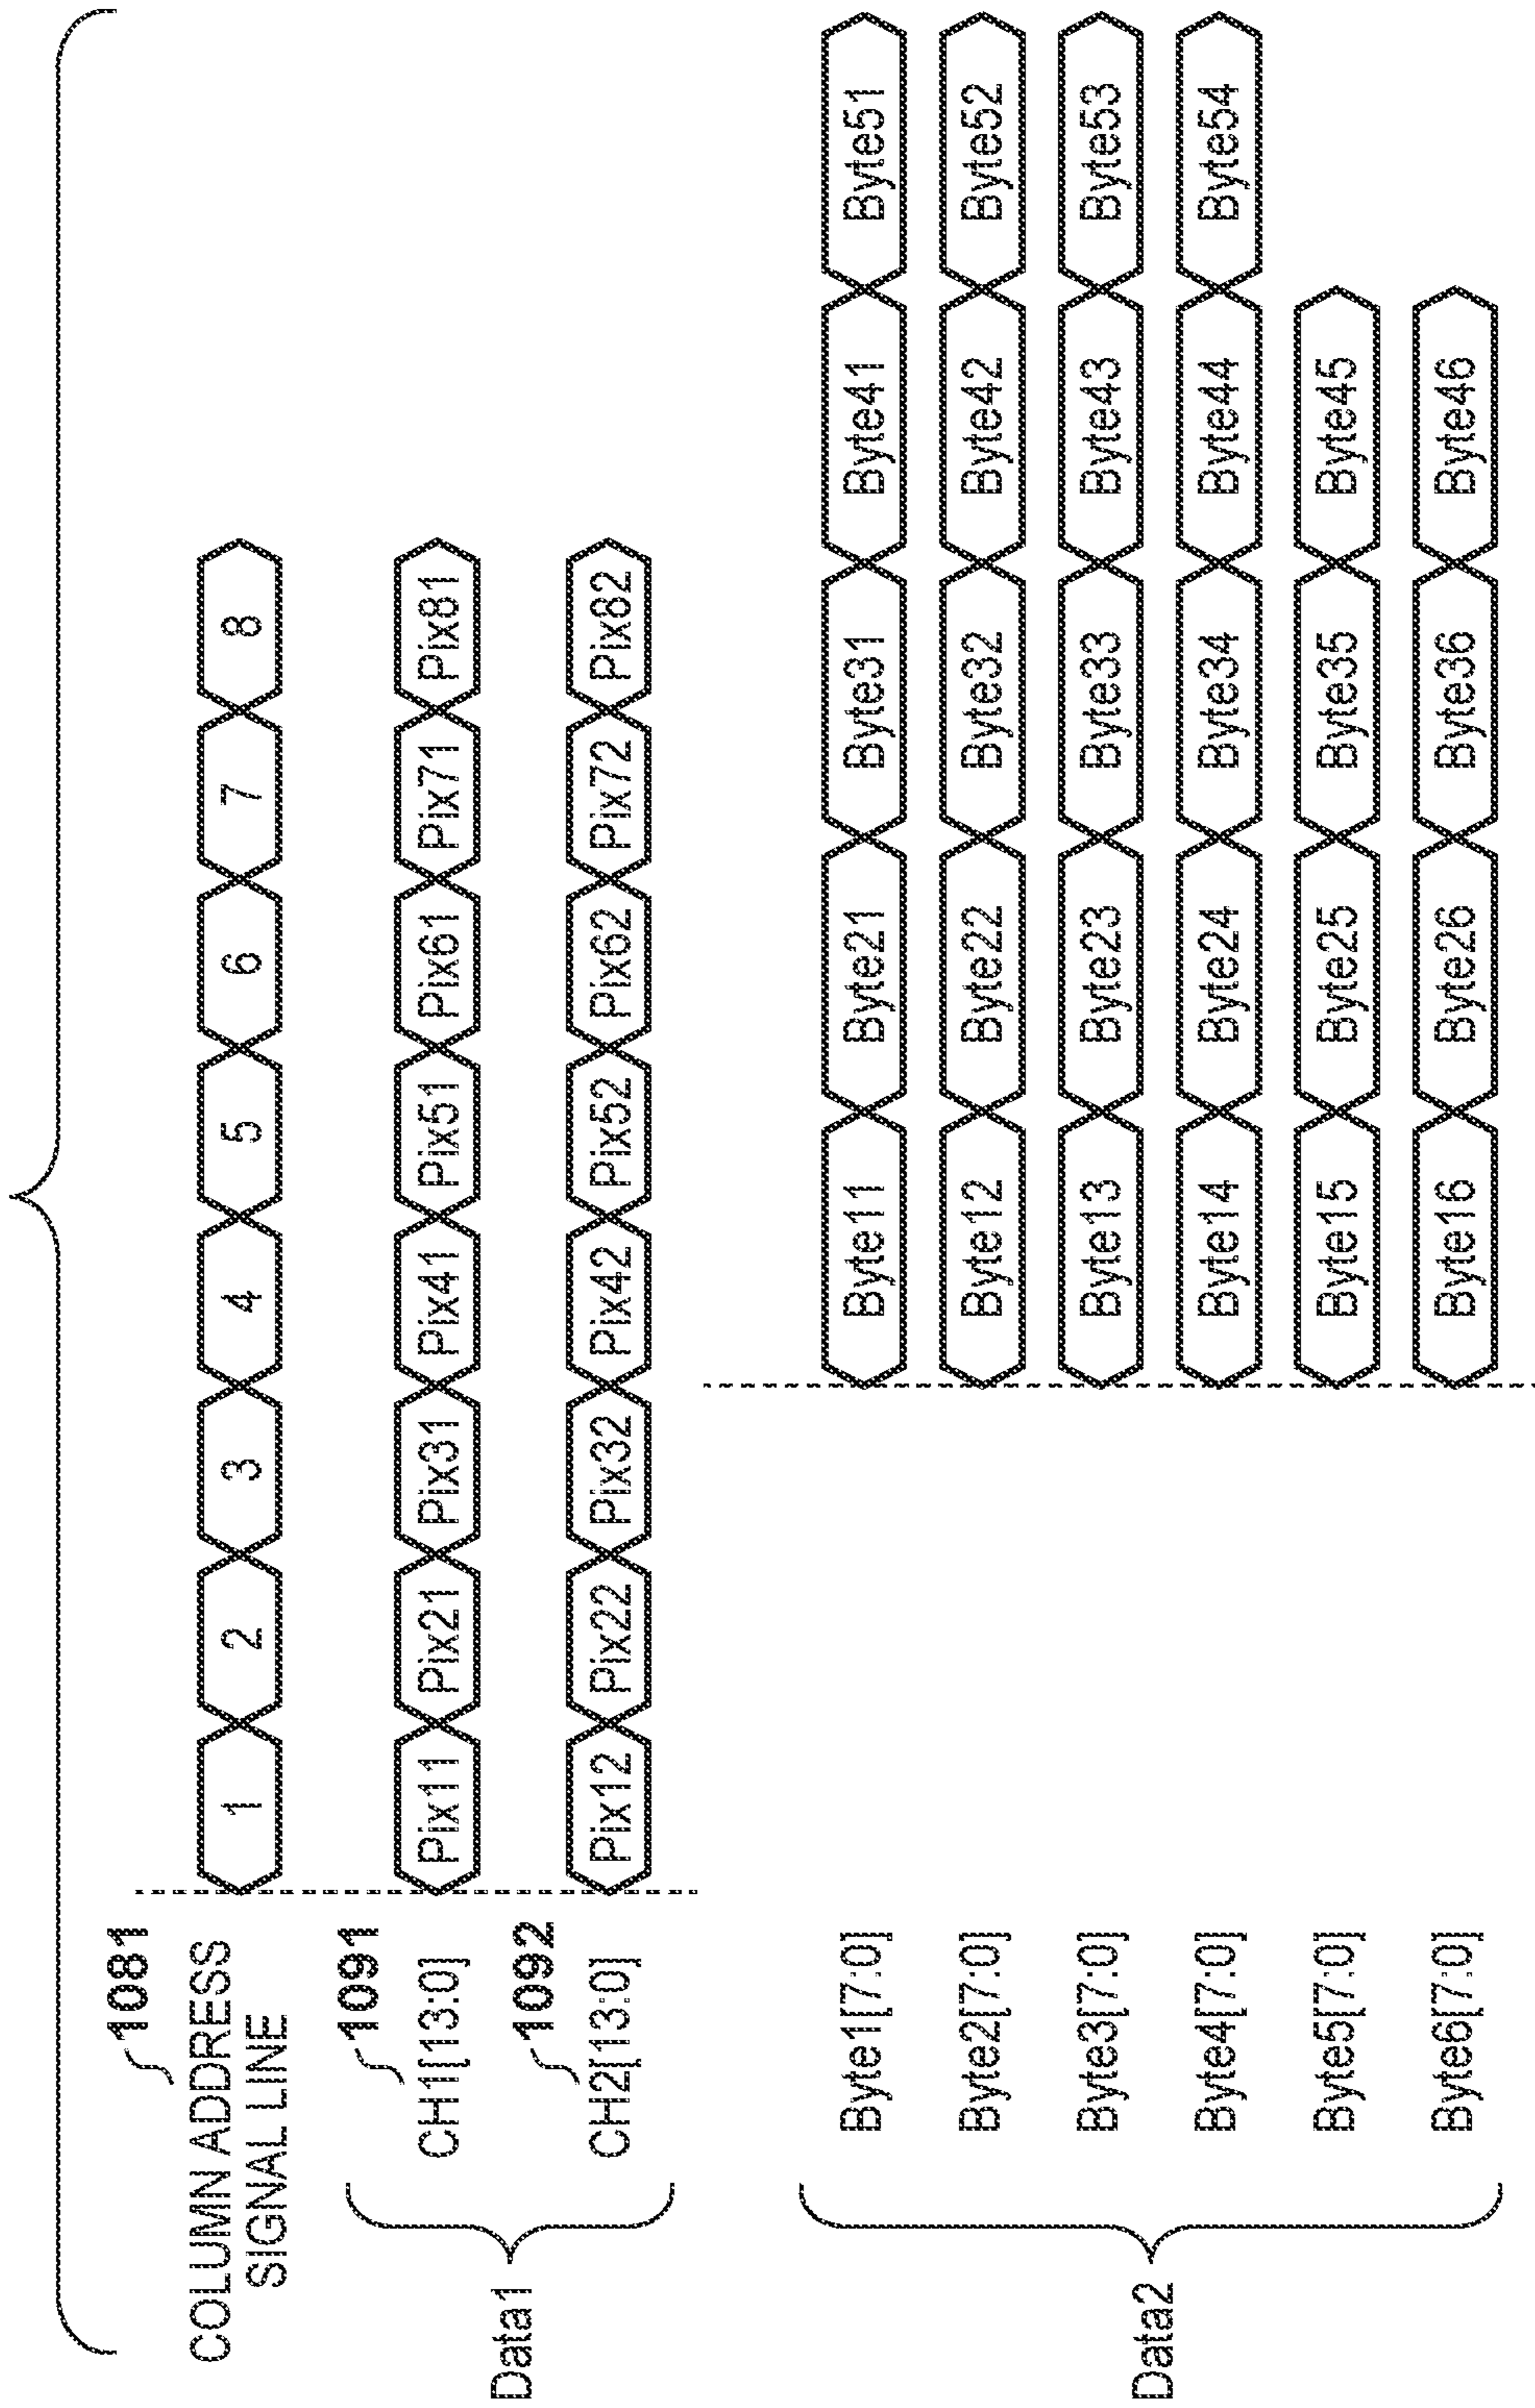 1081
COLUMN ADDRESS
SIGNAL LINE
1 2 3 4 5 6 7 8
Data1
1091
CH1[13:0] Pix11 Pix21 Pix31 Pix41 Pix51 Pix61 Pix71 Pix81
1092
CH2[13:0] Pix12 Pix22 Pix32 Pix42 Pix52 Pix62 Pix72 Pix82
Data2
Byte1[7:0] Byte11 Byte21 Byte31 Byte41 Byte51
Byte2[7:0] Byte12 Byte22 Byte32 Byte42 Byte52
Byte3[7:0] Byte13 Byte23 Byte33 Byte43 Byte53
Byte4[7:0] Byte14 Byte24 Byte34 Byte44 Byte54
Byte5[7:0] Byte15 Byte25 Byte35 Byte45
Byte6[7:0] Byte16 Byte26 Byte36 Byte46